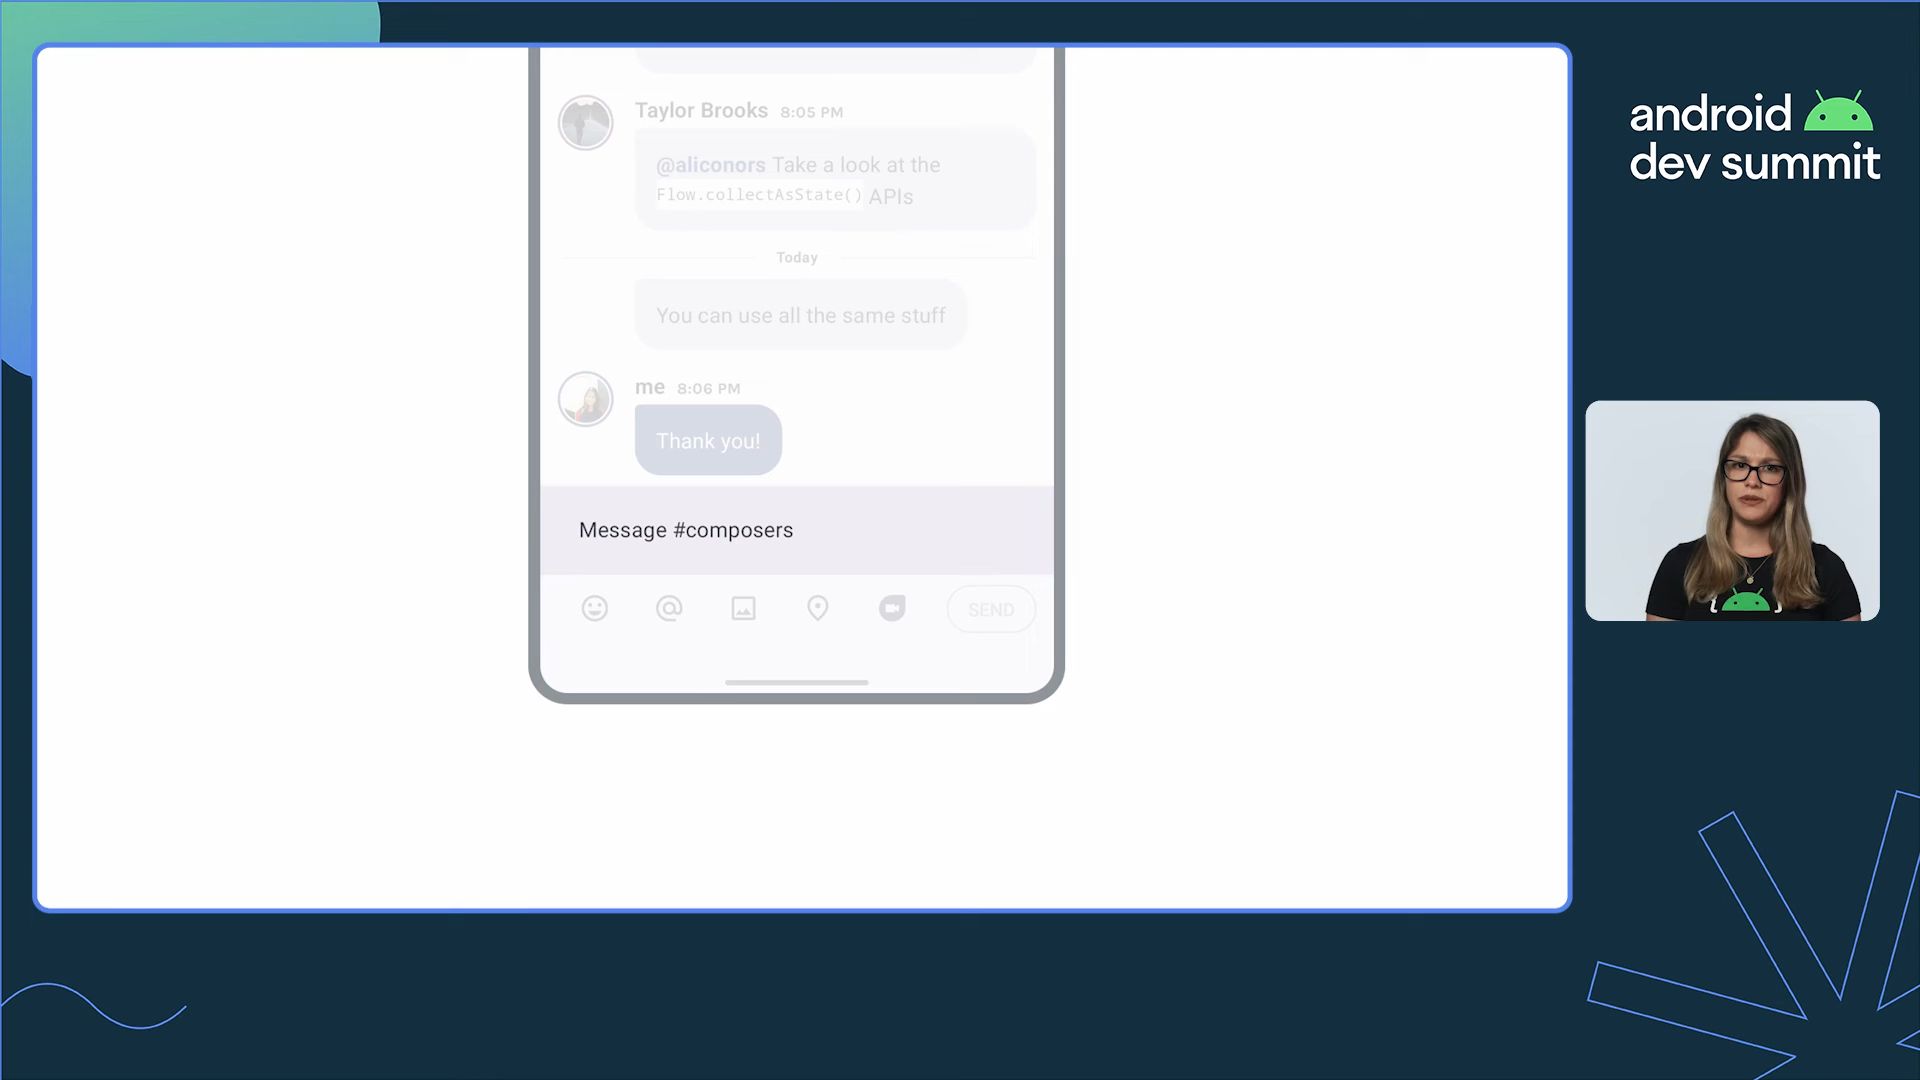 Taylor Brooks 8:05 PM
@aliconors Take a look at the
Flow.collectAsState() APIs
Today
You can use all the same stuff
me 8:06 PM
Thank you!
Message #composers
SEND
android
dev summit